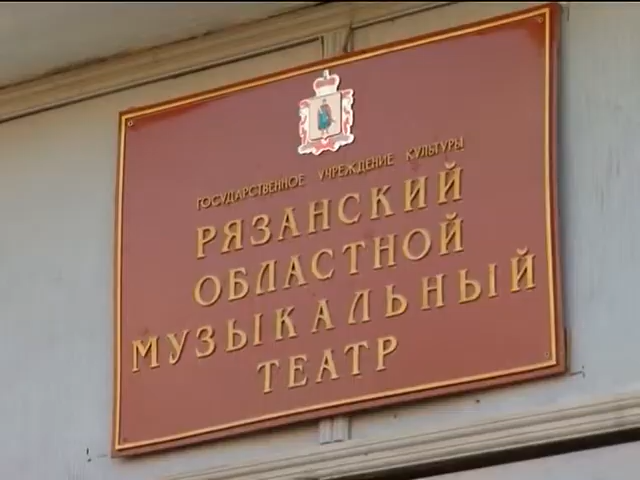 ГОСУДАРСТВЕННОЕ УЧРЕЖДЕНИЕ КУЛЬТУРЫ
РЯЗАНСКИЙ
ОБЛАСТНОЙ
МУЗЫКАЛЬНЫЙ
ТЕАТР